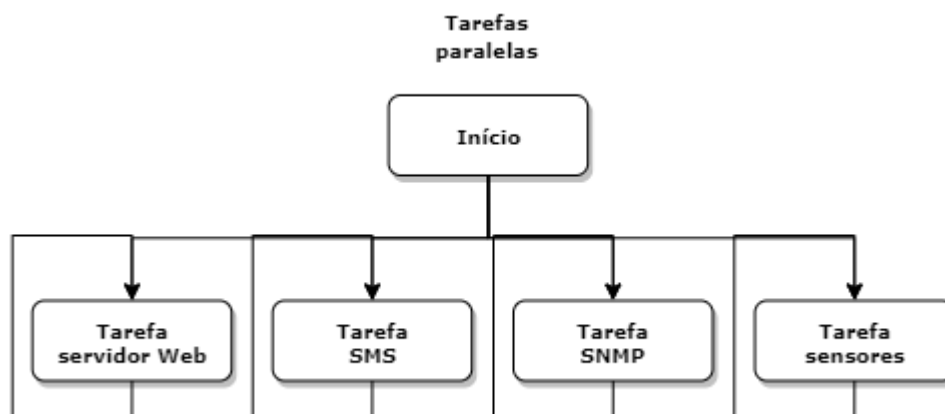 Tarefas
paralelas
Início
Tarefa
servidor Web
Tarefa
SMS
Tarefa
SNMP
Tarefa
sensores